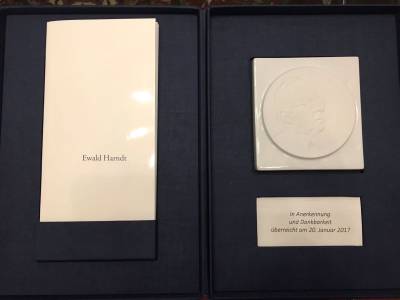 Ewald Harndt
in Anerkennung
und Dankbarkeit
überreicht am 20. Januar 2017